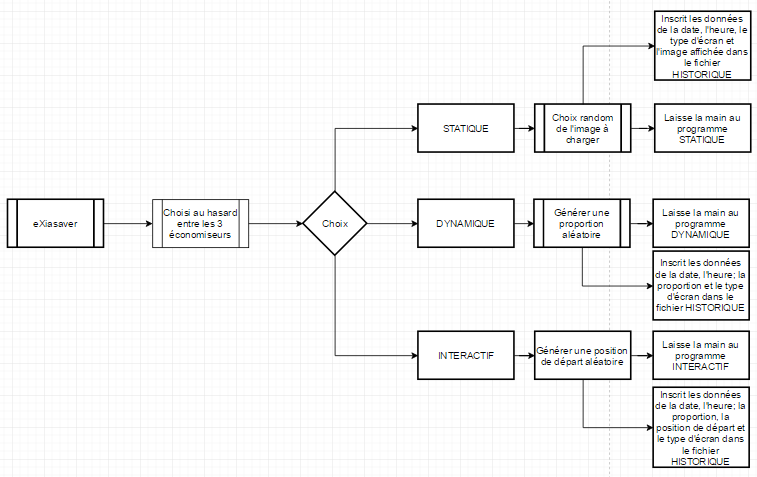 Inscrit les données
de la date, l'heure, le
type d'écran et
l'image affichée dans
le fichier
HISTORIQUE
STATIQUE
Choix random
de l'image à
charger
Laisse la main au
programme
STATIQUE
eXiasaver
Choisi au hasard
entre les 3
économiseurs
Choix
DYNAMIQUE
Générer une
proportion
aléatoire
Laisse la main au
programme
DYNAMIQUE
Inscrit les données
de la date, l'heure; la
proportion et le type
d'écran dans le
fichier HISTORIQUE
INTERACTIF
Générer une position
de départ aléatoire
Laisse la main au
programme
INTERACTIF
Inscrit les données
de la date, l'heure; la
proportion, la
position de départ et
le type d'écran dans
le fichier
HISTORIQUE